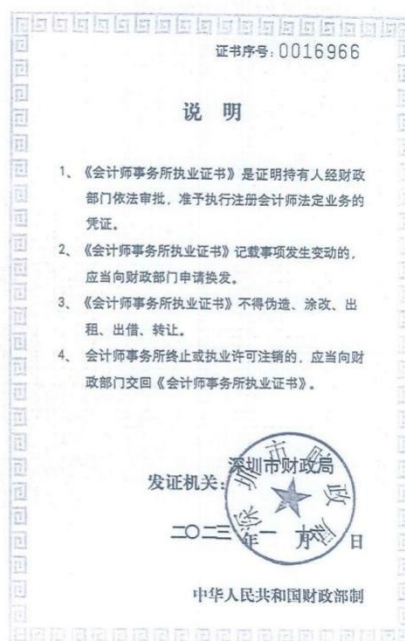 证书序号：0016966
说 明
1、《会计师事务所执业证书》是证明持有人经财政
部门依法审批，准予执行注册会计师法定业务的
凭证。
2、《会计师事务所执业证书》记载事项发生变动的，
应当向财政部门申请换发。
3、《会计师事务所执业证书》不得伪造、涂改、出
租、出借、转让。
4、会计师事务所终止或执业许可注销的，应当向财
政部门交回《会计师事务所执业证书》。
发证机关：深圳市财政局
深圳市财政局
二〇二三年一月 日
中华人民共和国财政部制